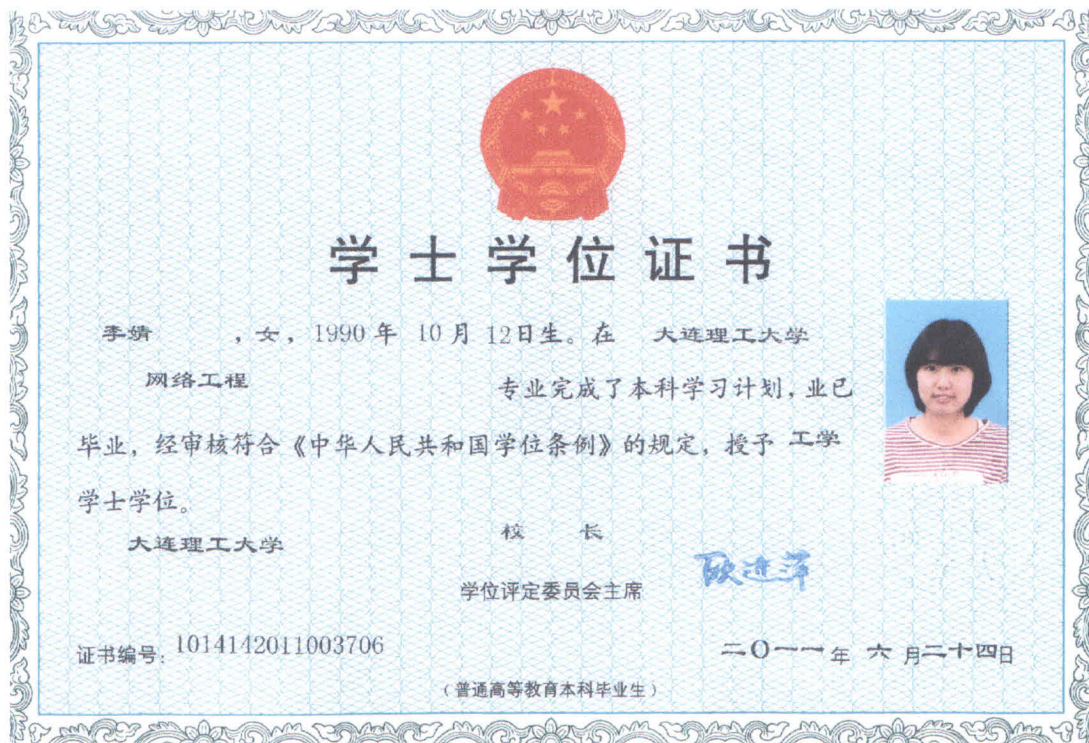 学士学位证书
李婧 ，女，1990年 10月 12日生。在 大连理工大学
网络工程 专业完成了本科学习计划，业已
毕业，经审核符合《中华人民共和国学位条例》的规定，授予 工学
学士学位。
大连理工大学 校 长
学位评定委员会主席 欧进萍
证书编号：1014142011003706 二〇一一年 六 月二十四日
（普通高等教育本科毕业生）